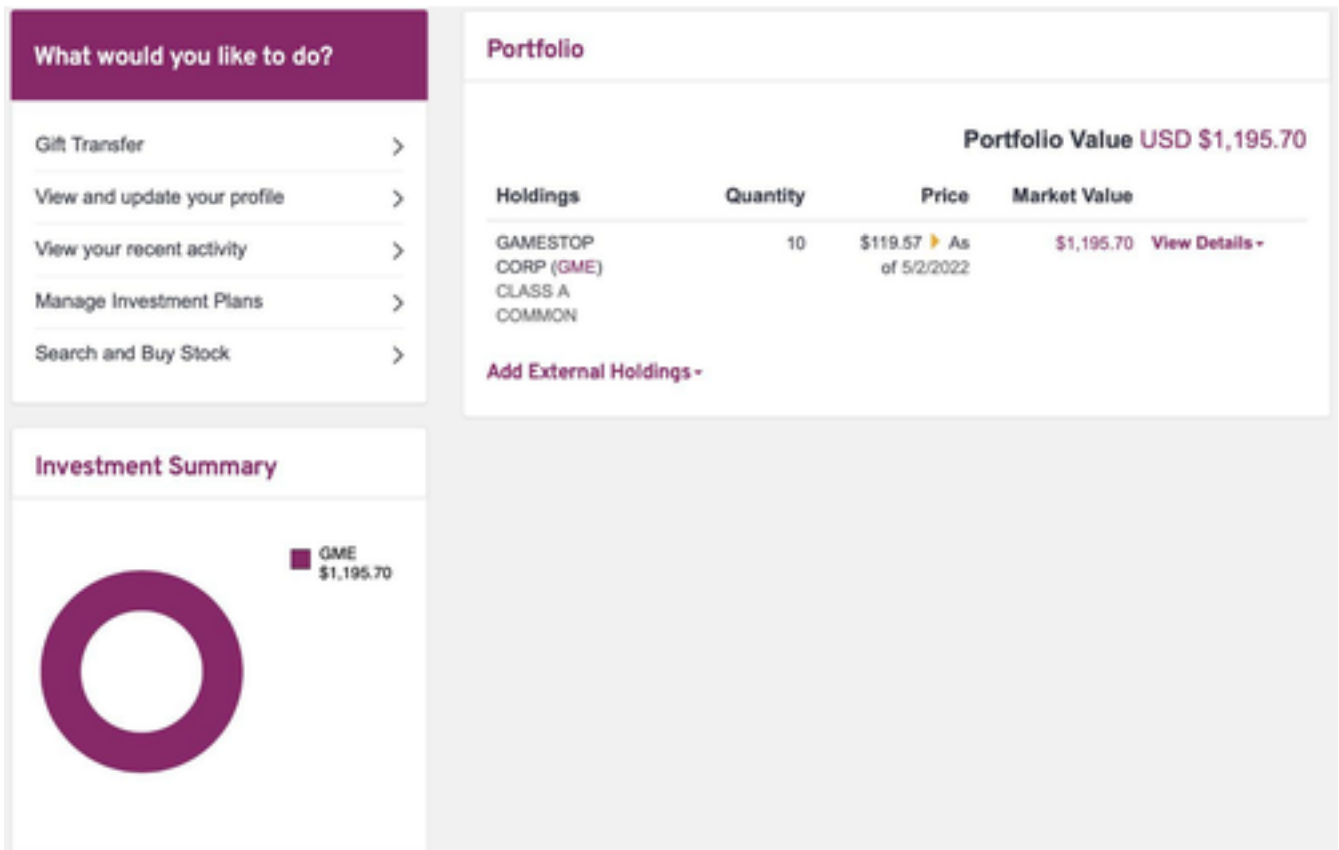 What would you like to do?
Gift Transfer
View and update your profile
View your recent activity
Manage Investment Plans
Search and Buy Stock
Portfolio
Portfolio Value USD $1,195.70
Holdings Quantity Price Market Value
GAMESTOP 10 $119.57 As $1,195.70 View Details
CORP (GME) of 5/2/2022
CLASS A
COMMON
Add External Holdings
Investment Summary
GME
$1,195.70